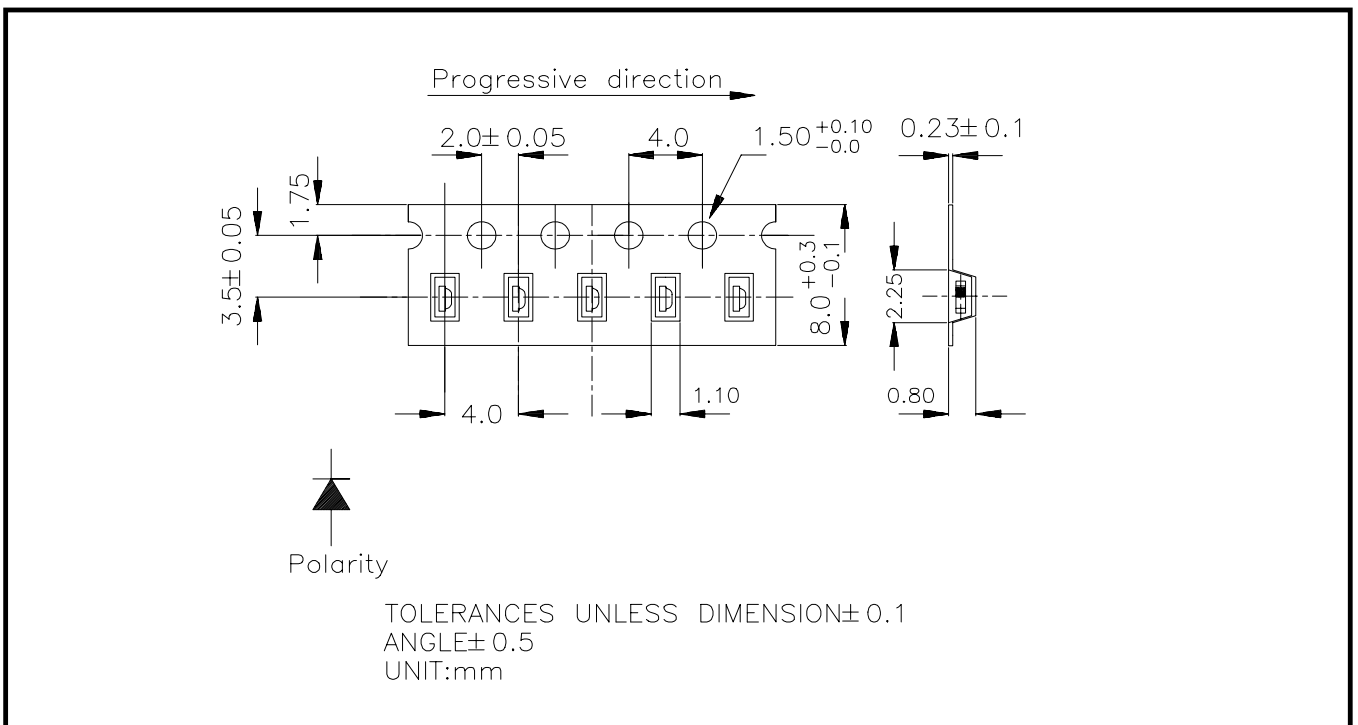 Progressive direction
2.0±0.05
4.0
1.50 +0.10 -0.0
0.23±0.1
1.75
3.5±0.05
8.0 +0.3 -0.1
2.25
4.0
1.10
0.80
Polarity
TOLERANCES UNLESS DIMENSION±0.1
ANGLE±0.5
UNIT:mm